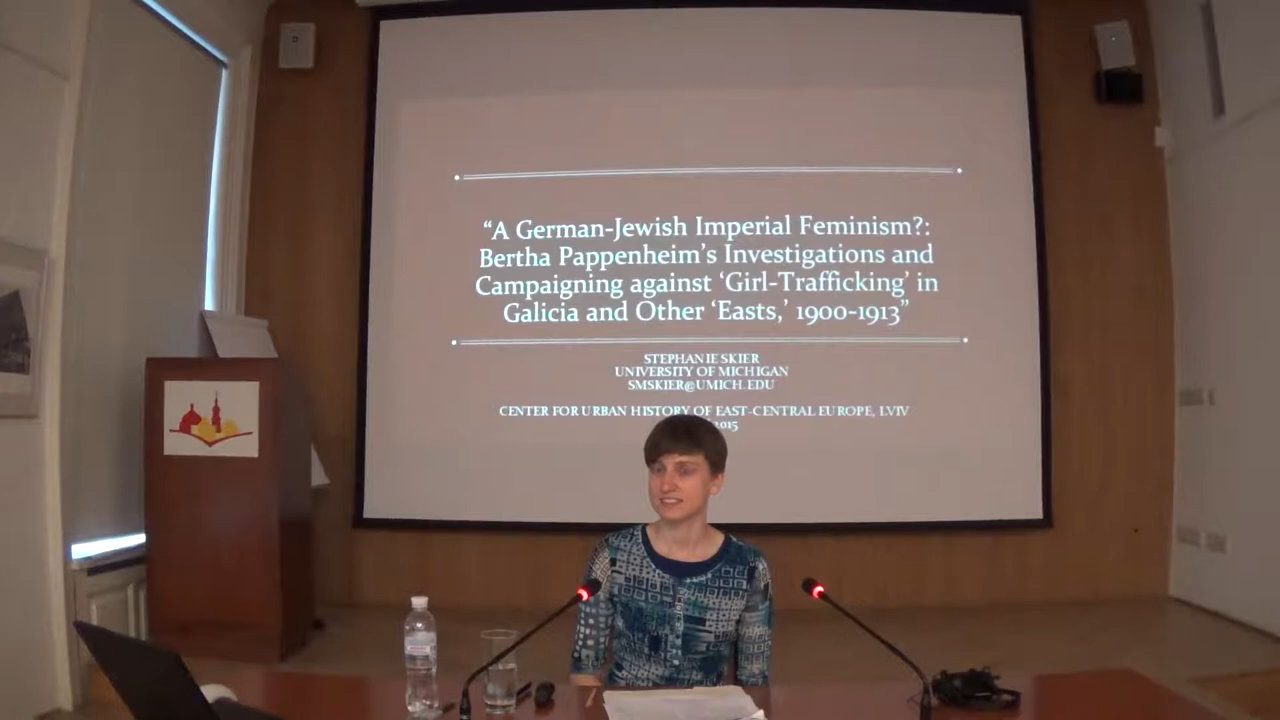 “A German-Jewish Imperial Feminism?:
Bertha Pappenheim’s Investigations and
Campaigning against ‘Girl-Trafficking’ in
Galicia and Other ‘Easts,’ 1900-1913”
STEPHANIE SKIER
UNIVERSITY OF MICHIGAN
SMSKIER@UMICH.EDU
CENTER FOR URBAN HISTORY OF EAST-CENTRAL EUROPE, LVIV
2015